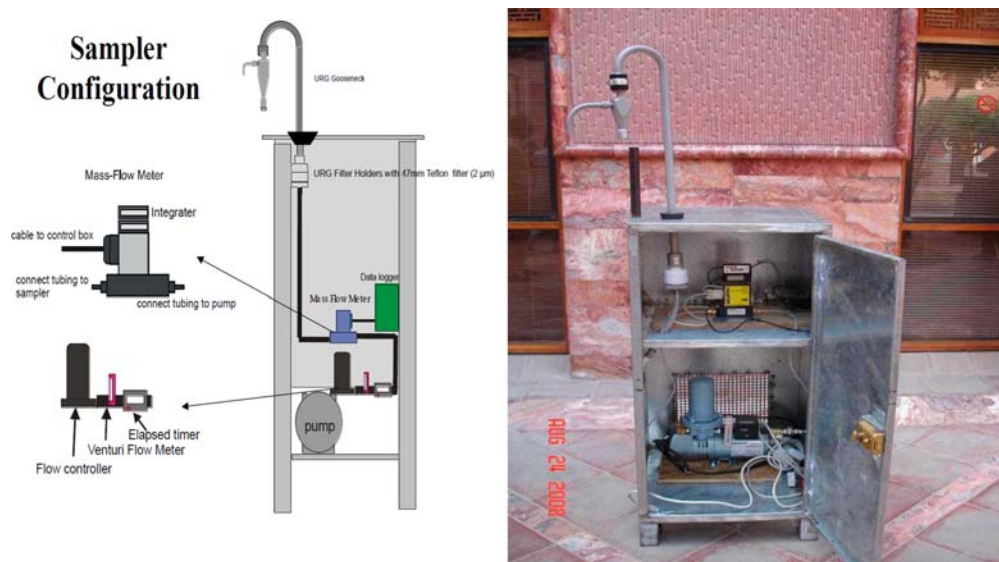 Sampler
Configuration
URG Gooseneck
URG Filter Holders with 47mm Teflon filter (2 µm)
Mass-Flow Meter
Integrater
cable to control box
connect tubing to
sampler
connect tubing to pump
Data logger
Mass Flow Meter
Elapsed timer
Venturi Flow Meter
Flow controller
pump
AUG 24 2008